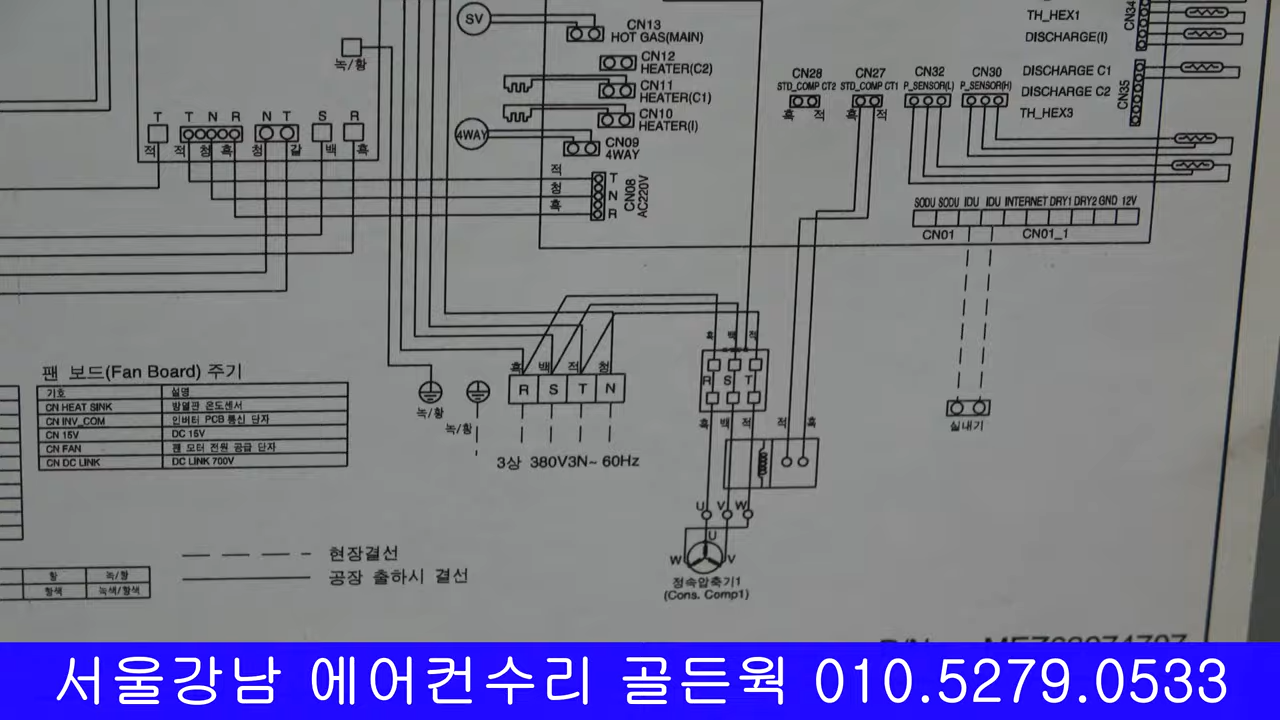 SV
CN13
HOT GAS(MAIN)
CN12
HEATER(C2)
CN11
HEATER(C1)
CN10
HEATER(I)
4WAY
CN09
4WAY
녹/황
T T N R N T S R
적 적 청 흑 청 갈 백 흑
적 T
청 N
흑 R
CN08
AC220V
CN28
STD_COMP CT2
흑 적
CN27
STD_COMP CT1
흑 적
CN32
P_SENSOR(L)
CN30
P_SENSOR(H)
TH_HEX1
DISCHARGE(I)
CN34
DISCHARGE C1
DISCHARGE C2
TH_HEX3
CN35
SODU SODU IDU IDU INTERNET DRY1 DRY2 GND 12V
CN01 CN01_1
실내기
팬 보드(Fan Board) 주기
기호 설명
CN HEAT SINK 방열판 온도센서
CN INV_COM 인버터 PCB 통신 단자
CN 15V DC 15V
CN FAN 팬 모터 전원 공급 단자
CN DC LINK DC LINK 700V
녹/황
녹/황
흑 백 적 청
R S T N
3상 380V3N~ 60Hz
흑 백 적
R S T
흑 백 적
적 흑
U V W
U
W V
정속압축기1
(Cons. Comp1)
현장결선
공장 출하시 결선
황 녹/황
황색 녹색/황색
서울강남 에어컨수리 골든웍 010.5279.0533